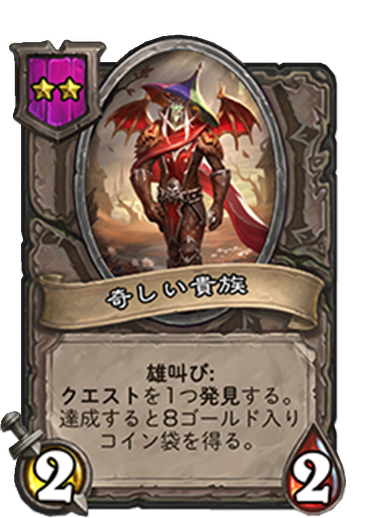 奇しい貴族
雄叫び:
クエストを1つ発見する。
達成すると8ゴールド入り
コイン袋を得る。
2
2